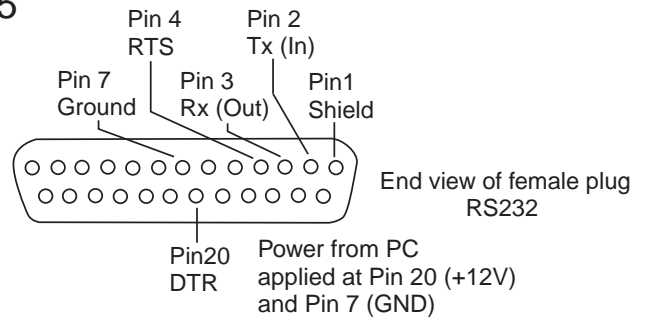 5
Pin 4
RTS
Pin 2
Tx (In)
Pin 7
Ground
Pin 3
Rx (Out)
Pin1
Shield
End view of female plug
RS232
Pin20
DTR
Power from PC
applied at Pin 20 (+12V)
and Pin 7 (GND)